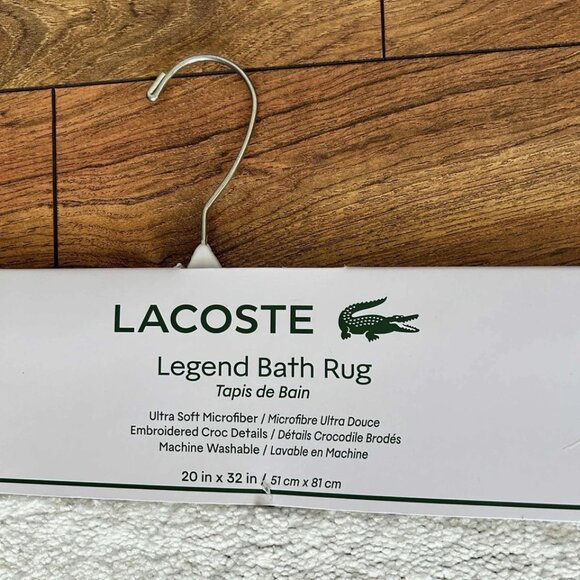 LACOSTE
Legend Bath Rug
Tapis de Bain
Ultra Soft Microfiber / Microfibre Ultra Douce
Embroidered Croc Details / Détails Crocodile Brodés
Machine Washable / Lavable en Machine
20 in x 32 in / 51 cm x 81 cm